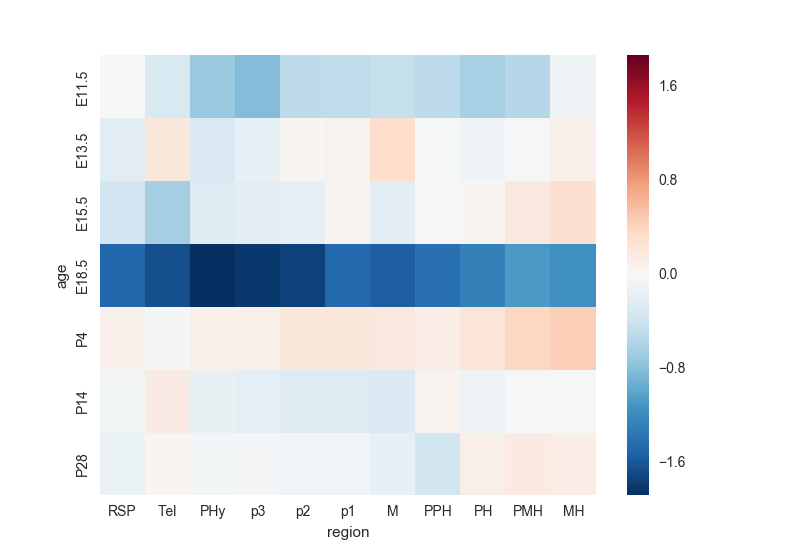 E11.5
E13.5
E15.5
E18.5
P4
P14
P28
age
RSP Tel PHy p3 p2 p1 M PPH PH PMH MH
region
1.6
0.8
0.0
−0.8
−1.6